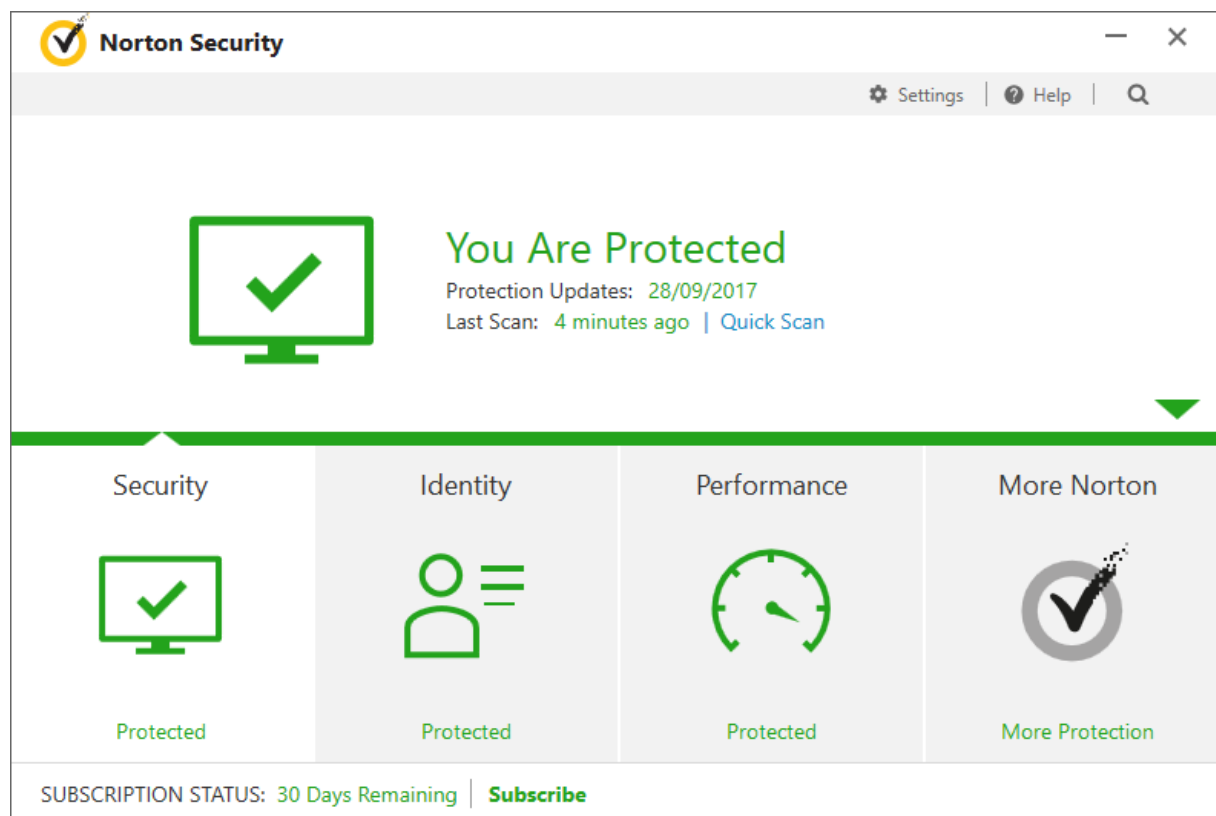 Norton Security
Settings | Help |
You Are Protected
Protection Updates: 28/09/2017
Last Scan: 4 minutes ago | Quick Scan
Security Identity Performance More Norton
Protected Protected Protected More Protection
SUBSCRIPTION STATUS: 30 Days Remaining | Subscribe